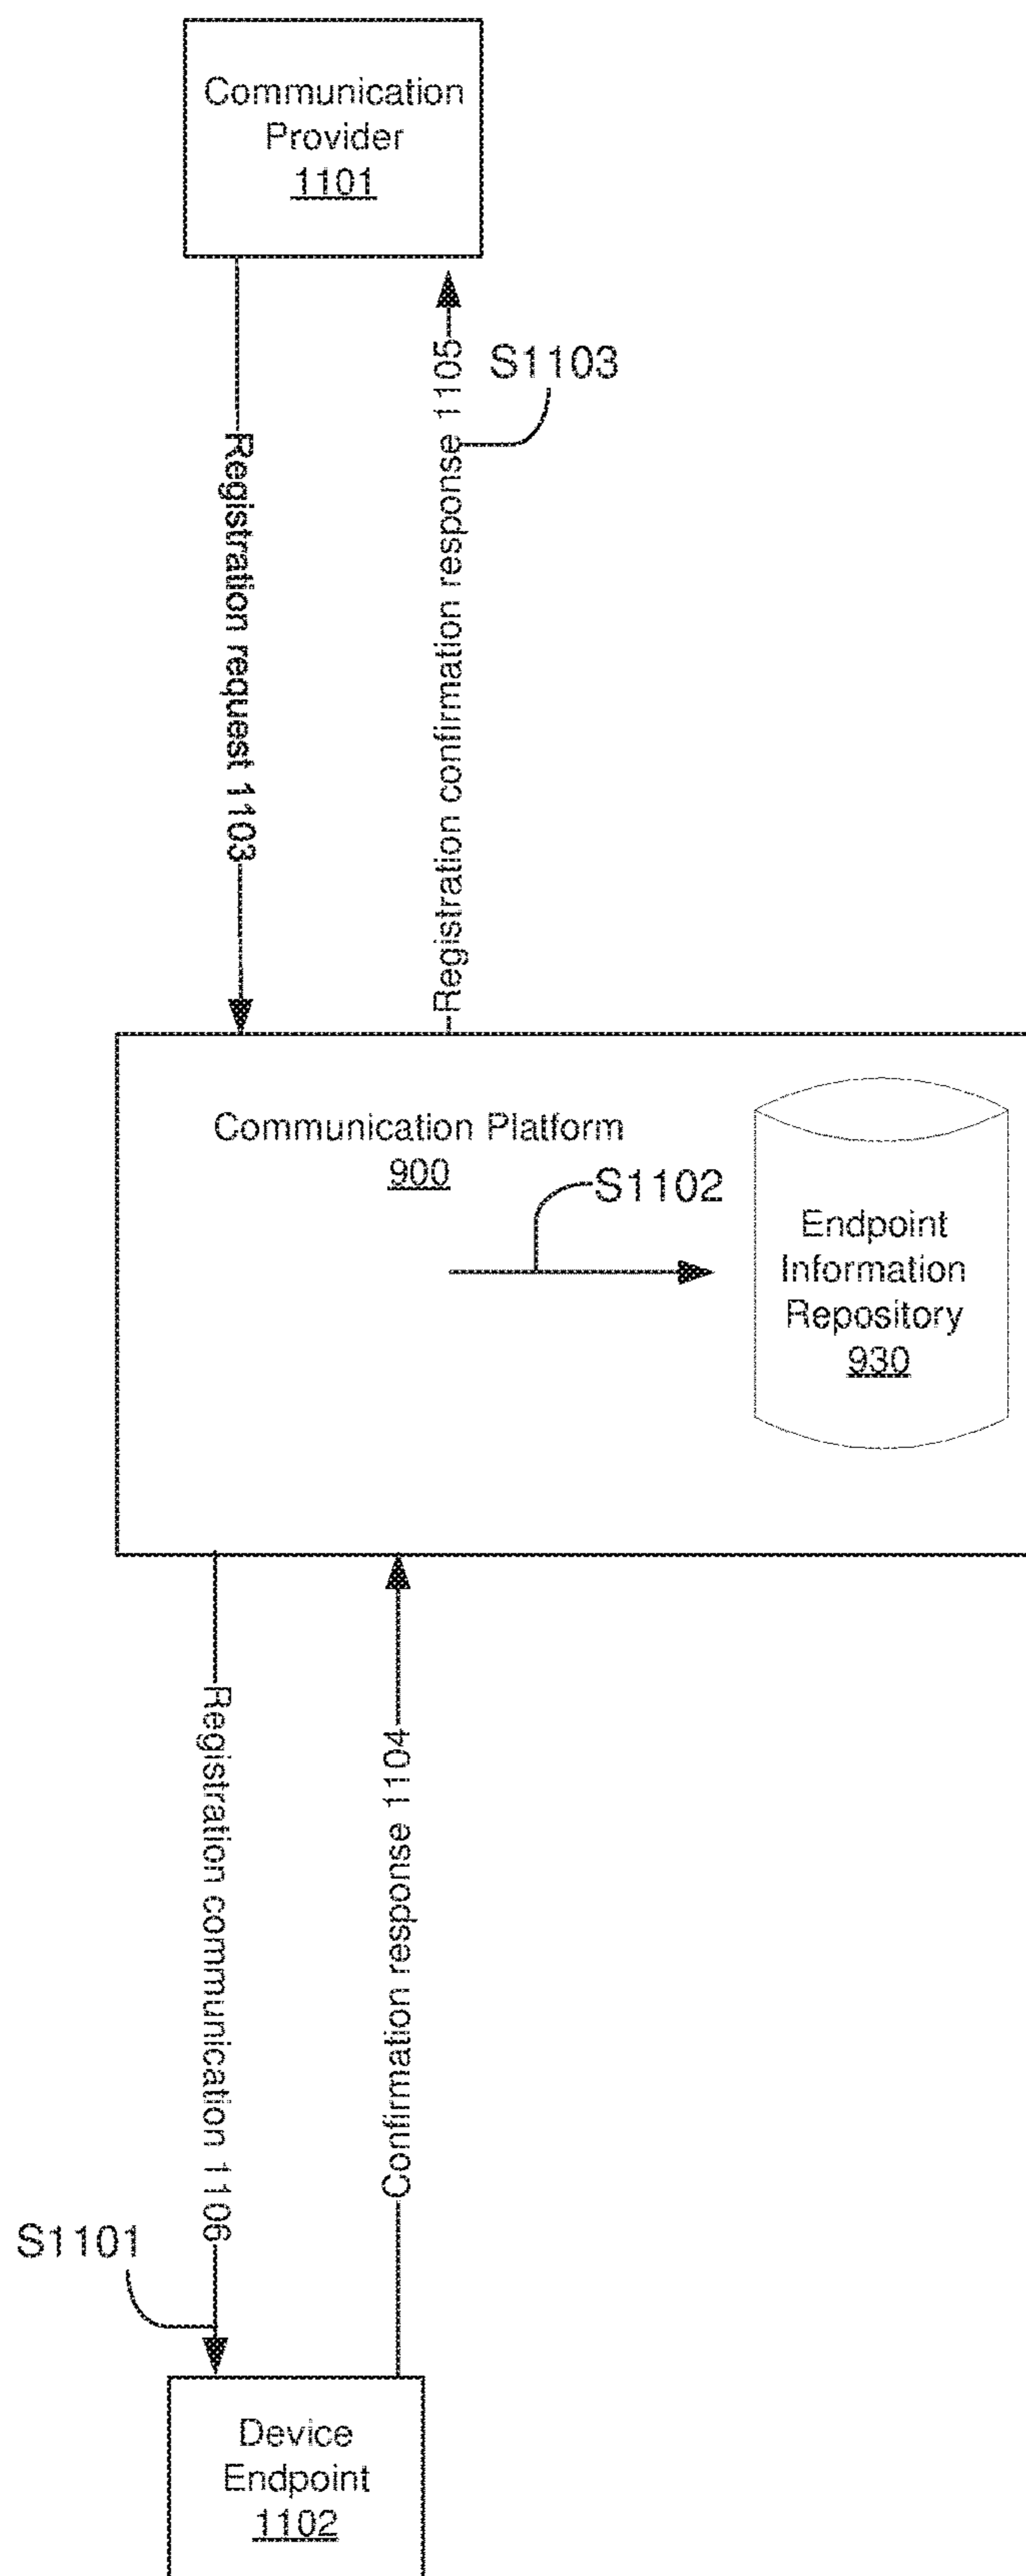 Communication
Provider
1101
Registration request 1103
Registration confirmation response 1105
S1103
Communication Platform
900
S1102
Endpoint
Information
Repository
930
Registration communication 1106
Confirmation response 1104
S1101
Device
Endpoint
1102